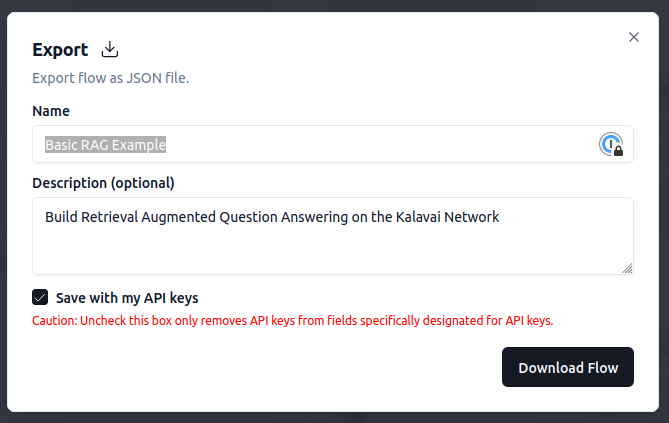 Export
Export flow as JSON file.
Name
Basic RAG Example
Description (optional)
Build Retrieval Augmented Question Answering on the Kalavai Network
Save with my API keys
Caution: Uncheck this box only removes API keys from fields specifically designated for API keys.
Download Flow